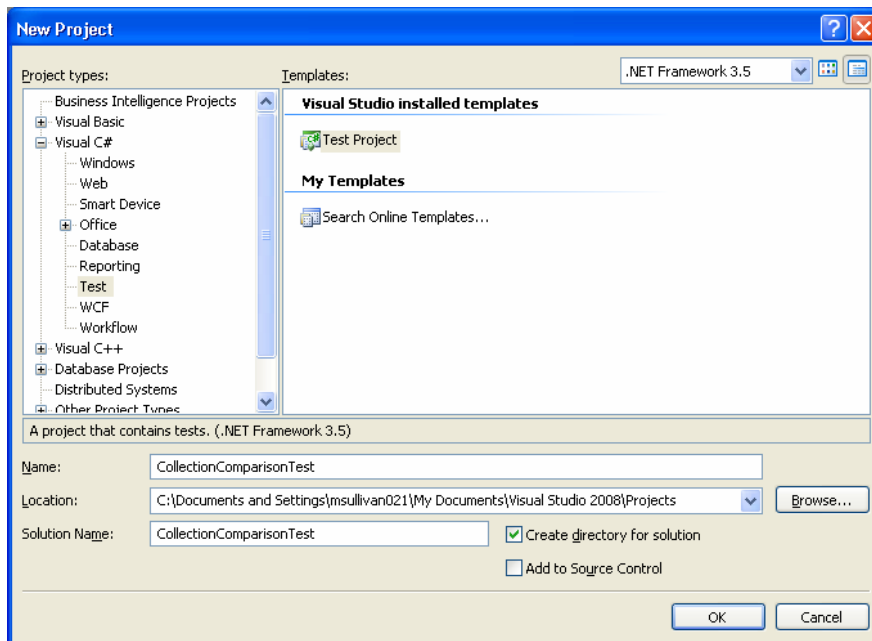 New Project
Project types:
Templates:
.NET Framework 3.5
Business Intelligence Projects
Visual Basic
Visual C#
Windows
Web
Smart Device
Office
Database
Reporting
Test
WCF
Workflow
Visual C++
Database Projects
Distributed Systems
Other Project Types
Visual Studio installed templates
Test Project
My Templates
Search Online Templates...
A project that contains tests. (.NET Framework 3.5)
Name:
CollectionComparisonTest
Location:
C:\Documents and Settings\msullivan021\My Documents\Visual Studio 2008\Projects
Browse...
Solution Name:
CollectionComparisonTest
Create directory for solution
Add to Source Control
OK
Cancel